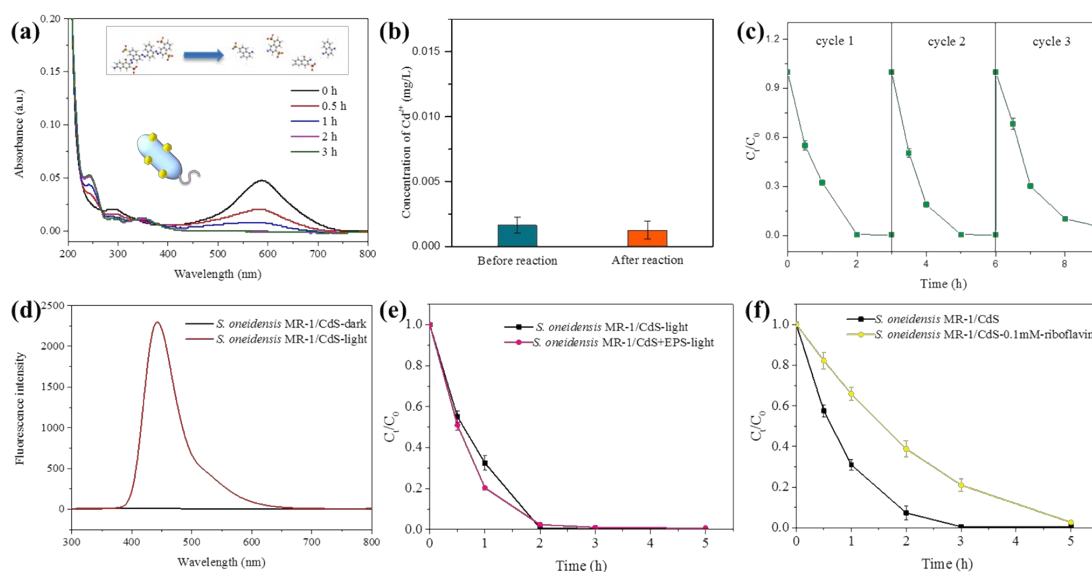 (a)
0.20
0.15
0.10
0.05
0.00
Absorbance (a.u.)
0 h
0.5 h
1 h
2 h
3 h
200 300 400 500 600 700 800
Wavelength (nm)
(b)
0.015
0.010
0.005
0.000
Concentration of Cd²⁺ (mg/L)
Before reaction After reaction
(c)
cycle 1 cycle 2 cycle 3
1.2
0.9
0.6
0.3
0.0
Ct/C0
0 2 4 6 8
Time (h)
(d)
2500
2000
1500
1000
500
0
Fluorescence intensity
S. oneidensis MR-1/CdS-dark
S. oneidensis MR-1/CdS-light
300 400 500 600 700 800
Wavelength (nm)
(e)
S. oneidensis MR-1/CdS-light
S. oneidensis MR-1/CdS+EPS-light
1.0
0.8
0.6
0.4
0.2
0.0
Ct/C0
0 1 2 3 4 5
Time (h)
(f)
S. oneidensis MR-1/CdS
S. oneidensis MR-1/CdS-0.1mM-riboflavin
1.0
0.8
0.6
0.4
0.2
0.0
Ct/C0
0 1 2 3 4 5
Time (h)